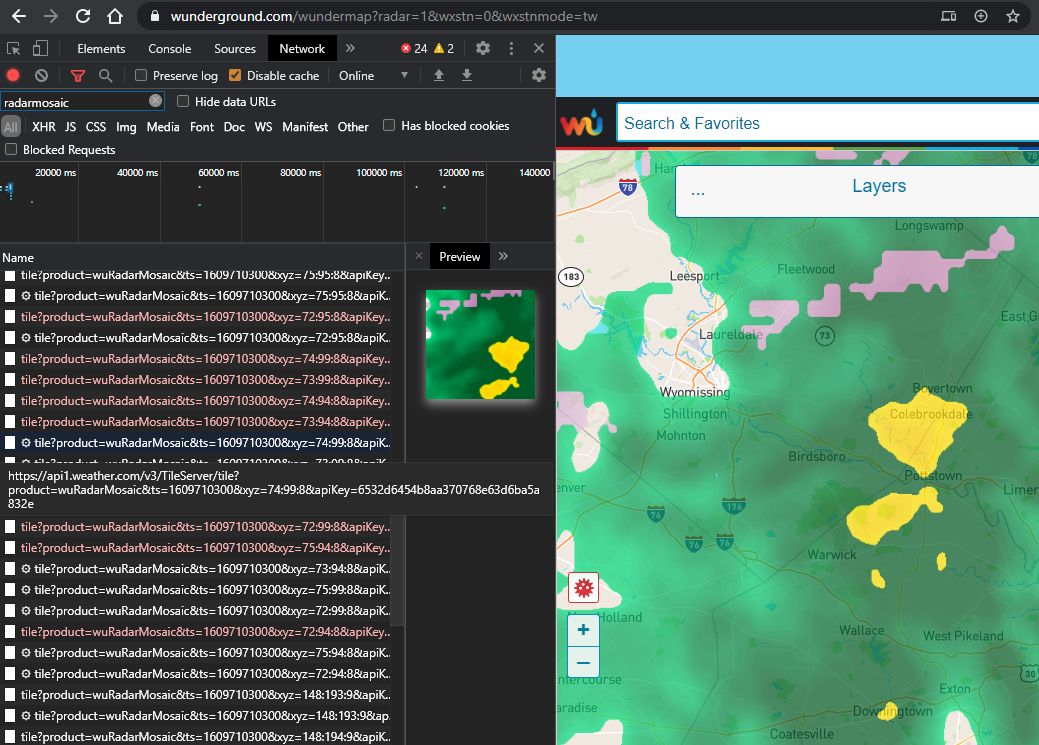 wunderground.com/wundermap?radar=1&wxstn=0&wxstnmode=tw
Elements Console Sources Network » 24 2
Preserve log Disable cache Online
radarmosaic Hide data URLs
All XHR JS CSS Img Media Font Doc WS Manifest Other Has blocked cookies
Blocked Requests
20000 ms 40000 ms 60000 ms 80000 ms 100000 ms 120000 ms 140000
Name
Preview »
tile?product=wuRadarMosaic&ts=1609710300&xyz=75:95:8&apiKey...
tile?product=wuRadarMosaic&ts=1609710300&xyz=75:95:8&apiK...
tile?product=wuRadarMosaic&ts=1609710300&xyz=72:95:8&apiKey...
tile?product=wuRadarMosaic&ts=1609710300&xyz=72:95:8&apiK...
tile?product=wuRadarMosaic&ts=1609710300&xyz=74:99:8&apiKey...
tile?product=wuRadarMosaic&ts=1609710300&xyz=73:99:8&apiKey...
tile?product=wuRadarMosaic&ts=1609710300&xyz=74:94:8&apiKey...
tile?product=wuRadarMosaic&ts=1609710300&xyz=73:94:8&apiKey...
tile?product=wuRadarMosaic&ts=1609710300&xyz=74:99:8&apiK...
https://api1.weather.com/v3/TileServer/tile?
product=wuRadarMosaic&ts=1609710300&xyz=74:99:8&apiKey=6532d6454b8aa370768e63d6ba5a
832e
tile?product=wuRadarMosaic&ts=1609710300&xyz=72:99:8&apiKey...
tile?product=wuRadarMosaic&ts=1609710300&xyz=75:94:8&apiKey...
tile?product=wuRadarMosaic&ts=1609710300&xyz=73:94:8&apiK...
tile?product=wuRadarMosaic&ts=1609710300&xyz=75:99:8&apiK...
tile?product=wuRadarMosaic&ts=1609710300&xyz=72:99:8&apiK...
tile?product=wuRadarMosaic&ts=1609710300&xyz=72:94:8&apiKey...
tile?product=wuRadarMosaic&ts=1609710300&xyz=75:94:8&apiK...
tile?product=wuRadarMosaic&ts=1609710300&xyz=72:94:8&apiK...
tile?product=wuRadarMosaic&ts=1609710300&xyz=148:193:9&apiK...
tile?product=wuRadarMosaic&ts=1609710300&xyz=148:193:9&ap...
tile?product=wuRadarMosaic&ts=1609710300&xyz=148:194:9&apiK...
Search & Favorites
... Layers
Ham
78
78
Longswamp
183
Leesport
Fleetwood
East G
Laureldale
73
Wyomissing
Boyertown
Shillington
Colebrookdale
Mohnton
Birdsboro
Pottstown
enver
Limer
76
176
76
76
Warwick
Holland
Wallace
West Pikeland
30
ntercourse
Exton
aradise
Downingtown
Coatesville
+
−